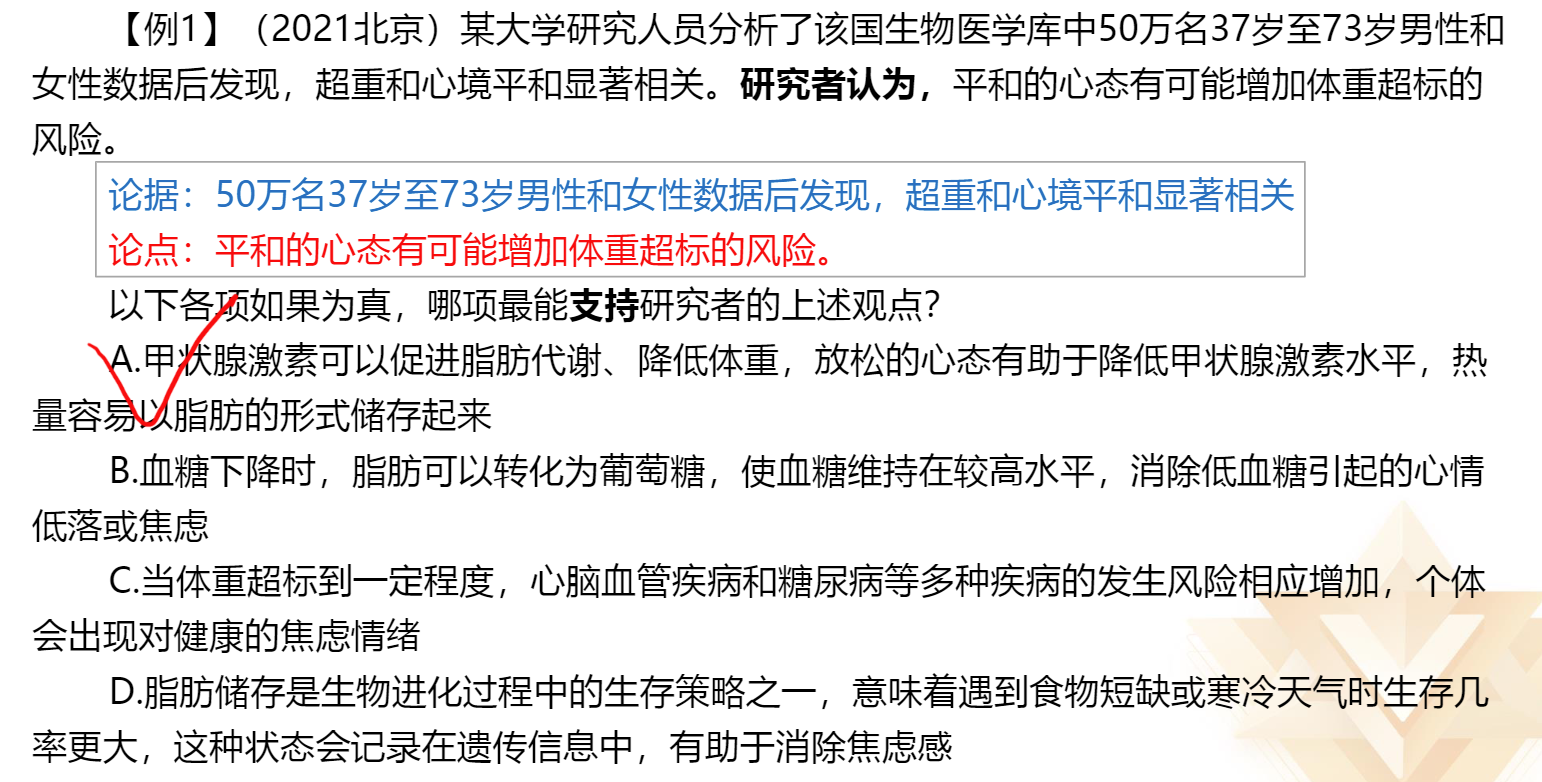 【例1】（2021北京）某大学研究人员分析了该国生物医学库中50万名37岁至73岁男性和
女性数据后发现，超重和心境平和显著相关。研究者认为，平和的心态有可能增加体重超标的
风险。
论据：50万名37岁至73岁男性和女性数据后发现，超重和心境平和显著相关
论点：平和的心态有可能增加体重超标的风险。
以下各项如果为真，哪项最能支持研究者的上述观点？
A.甲状腺激素可以促进脂肪代谢、降低体重，放松的心态有助于降低甲状腺激素水平，热
量容易以脂肪的形式储存起来
B.血糖下降时，脂肪可以转化为葡萄糖，使血糖维持在较高水平，消除低血糖引起的心情
低落或焦虑
C.当体重超标到一定程度，心脑血管疾病和糖尿病等多种疾病的发生风险相应增加，个体
会出现对健康的焦虑情绪
D.脂肪储存是生物进化过程中的生存策略之一，意味着遇到食物短缺或寒冷天气时生存几
率更大，这种状态会记录在遗传信息中，有助于消除焦虑感